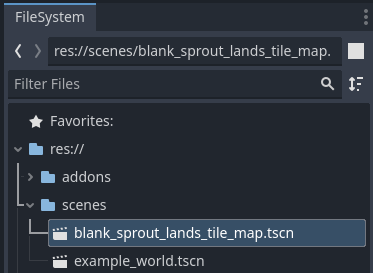 FileSystem
res://scenes/blank_sprout_lands_tile_map.
Filter Files
Favorites:
res://
addons
scenes
blank_sprout_lands_tile_map.tscn
example_world.tscn